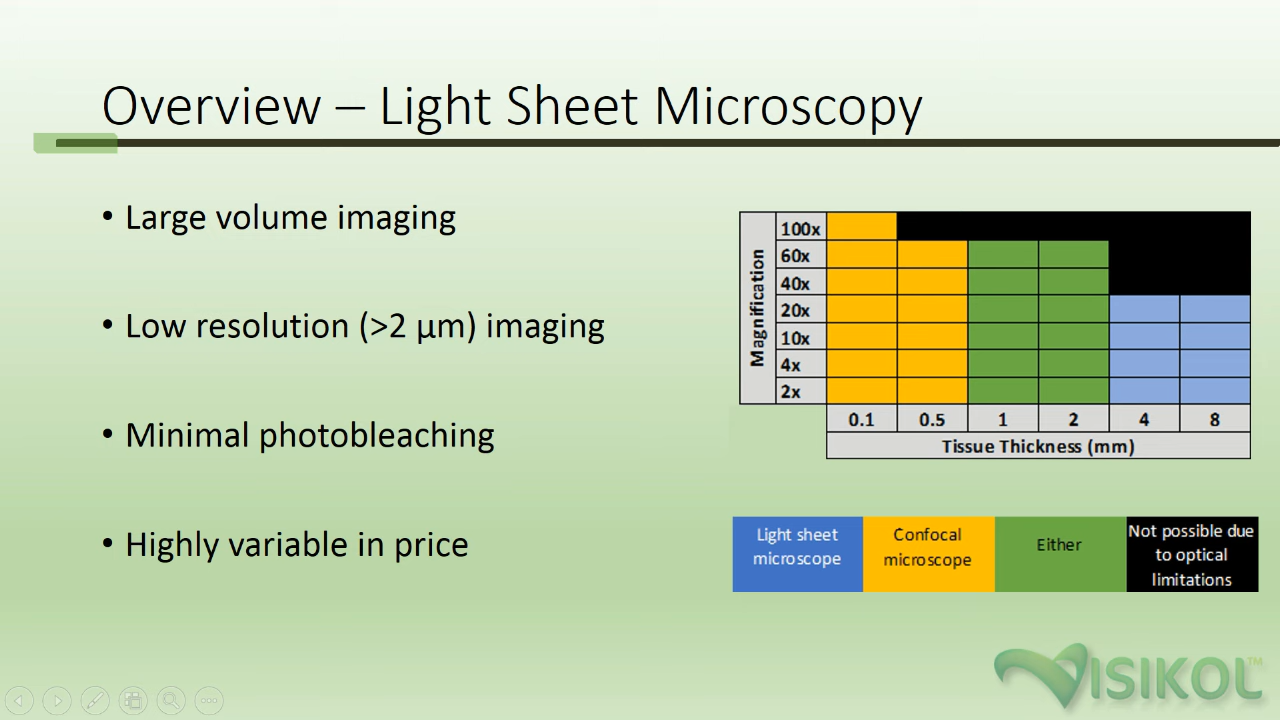 Overview – Light Sheet Microscopy
• Large volume imaging
• Low resolution (>2 µm) imaging
• Minimal photobleaching
• Highly variable in price
Magnification
100x
60x
40x
20x
10x
4x
2x
0.1 0.5 1 2 4 8
Tissue Thickness (mm)
Light sheet
microscope
Confocal
microscope
Either
Not possible due
to optical
limitations
VISIKOL™